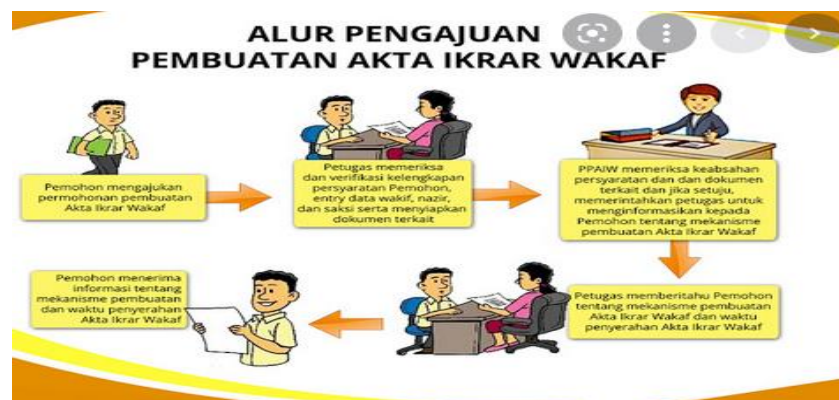 ALUR PENGAJUAN
PEMBUATAN AKTA IKRAR WAKAF
Pemohon mengajukan
permohonan pembuatan
Akta Ikrar Wakaf
Petugas memeriksa
dan verifikasi kelengkapan
persyaratan Pemohon,
entry data wakif, nazir,
dan saksi serta menyiapkan
dokumen terkait
PPAIW memeriksa keabsahan
persyaratan dan dan dokumen
terkait dan jika setuju,
memerintahkan petugas untuk
menginformasikan kepada
Pemohon tentang mekanisme
pembuatan Akta Ikrar Wakaf
Petugas memberitahu Pemohon
tentang mekanisme pembuatan
Akta Ikrar Wakaf dan waktu
penyerahan Akta Ikrar Wakaf
Pemohon menerima
informasi tentang
mekanisme pembuatan
dan waktu penyerahan
Akta Ikrar Wakaf